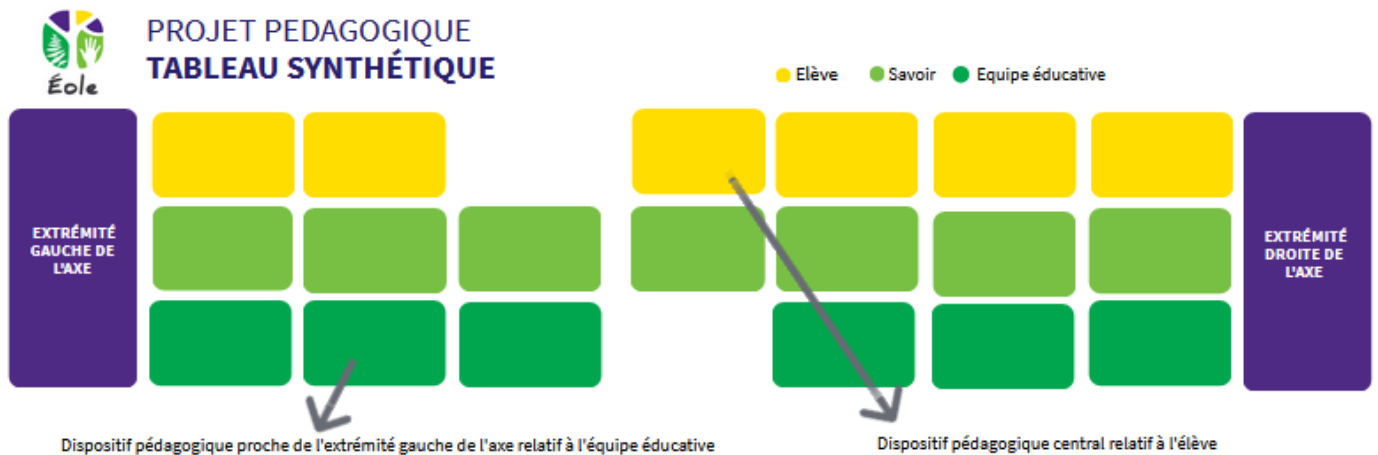 Éole
PROJET PEDAGOGIQUE
TABLEAU SYNTHÉTIQUE
Elève
Savoir
Equipe éducative
EXTRÉMITÉ
GAUCHE DE
L'AXE
EXTRÉMITÉ
DROITE DE
L'AXE
Dispositif pédagogique proche de l'extrémité gauche de l'axe relatif à l'équipe éducative
Dispositif pédagogique central relatif à l'élève